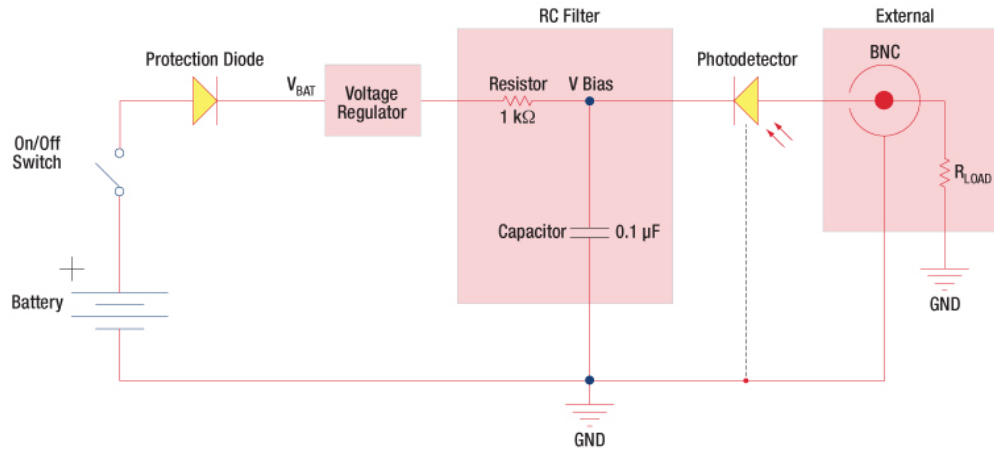 RC Filter
External
Protection Diode
V_BAT
Voltage
Regulator
Resistor
1 kΩ
V Bias
Photodetector
BNC
On/Off
Switch
R_LOAD
Capacitor
0.1 µF
+
Battery
GND
GND